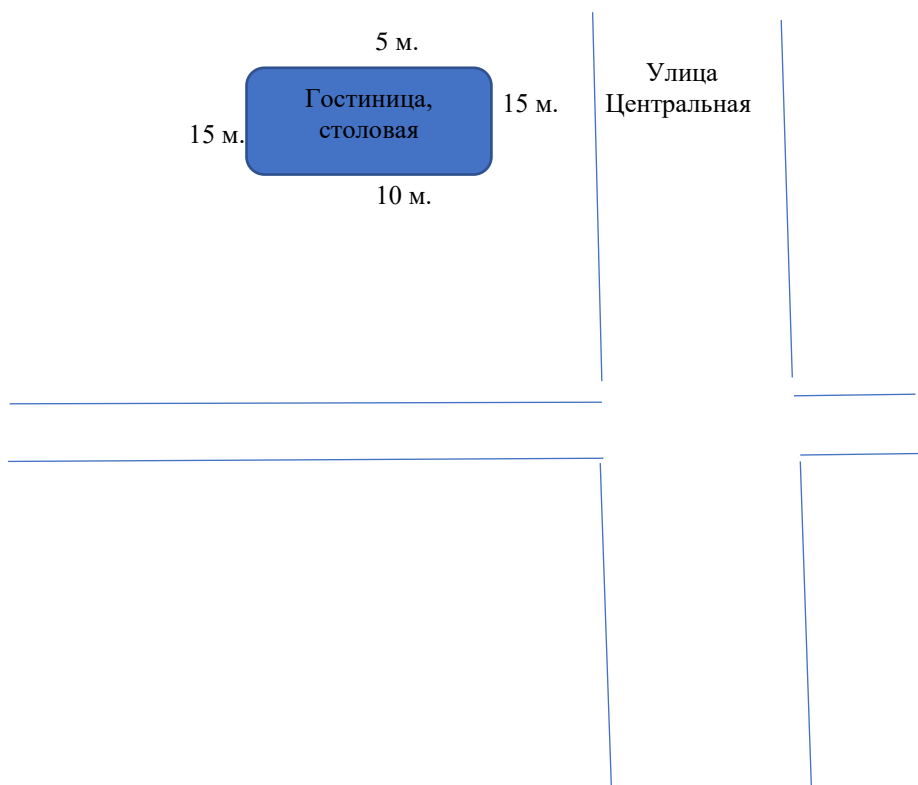 5 м.
Гостиница,
столовая
15 м.
15 м.
10 м.
Улица
Центральная